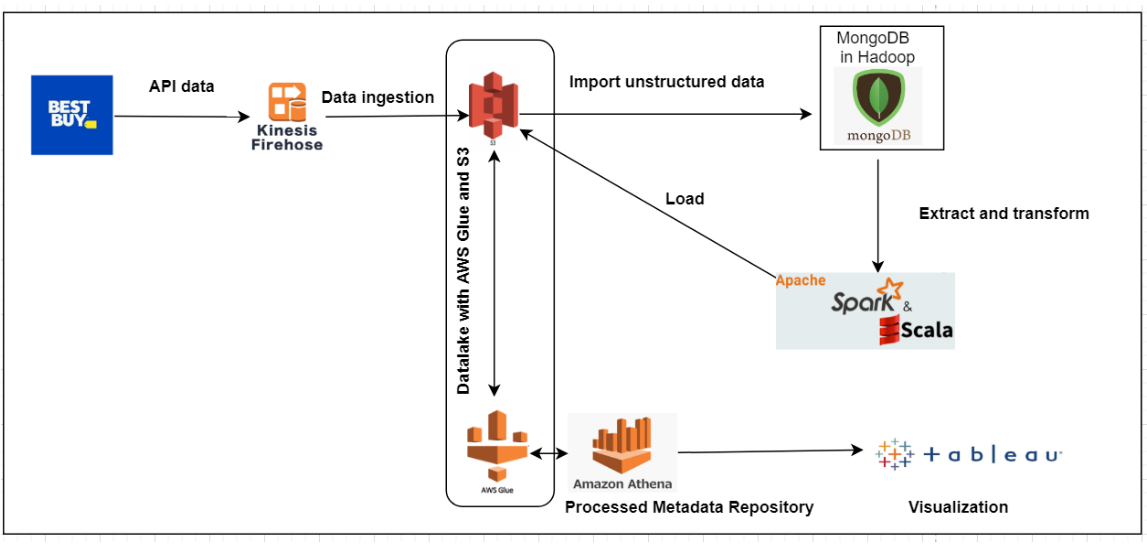 BEST
BUY
API data
Kinesis
Firehose
Data ingestion
S3
Import unstructured data
MongoDB
in Hadoop
mongoDB
Datalake with AWS Glue and S3
Load
Extract and transform
Apache
Spark &
Scala
AWS Glue
Amazon Athena
Processed Metadata Repository
+ableau
Visualization